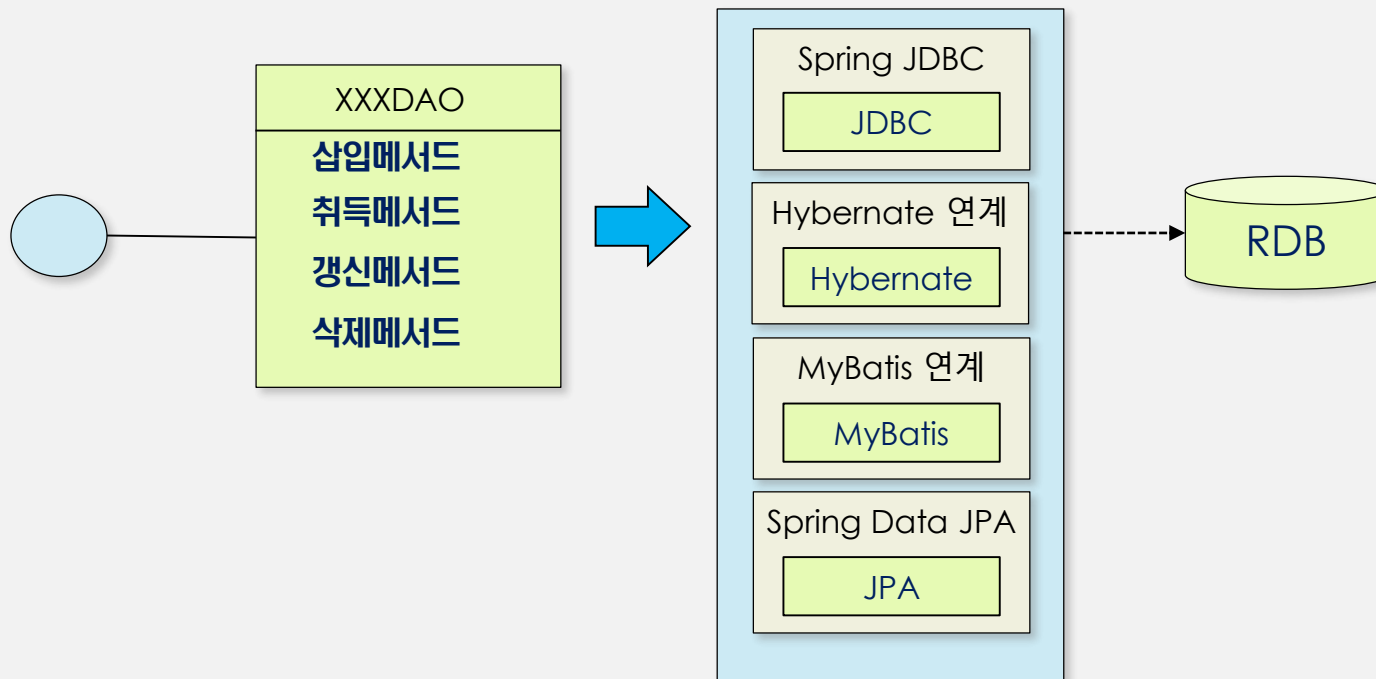 XXXDAO
삽입메서드
취득메서드
갱신메서드
삭제메서드
Spring JDBC
JDBC
Hybernate 연계
Hybernate
MyBatis 연계
MyBatis
Spring Data JPA
JPA
RDB